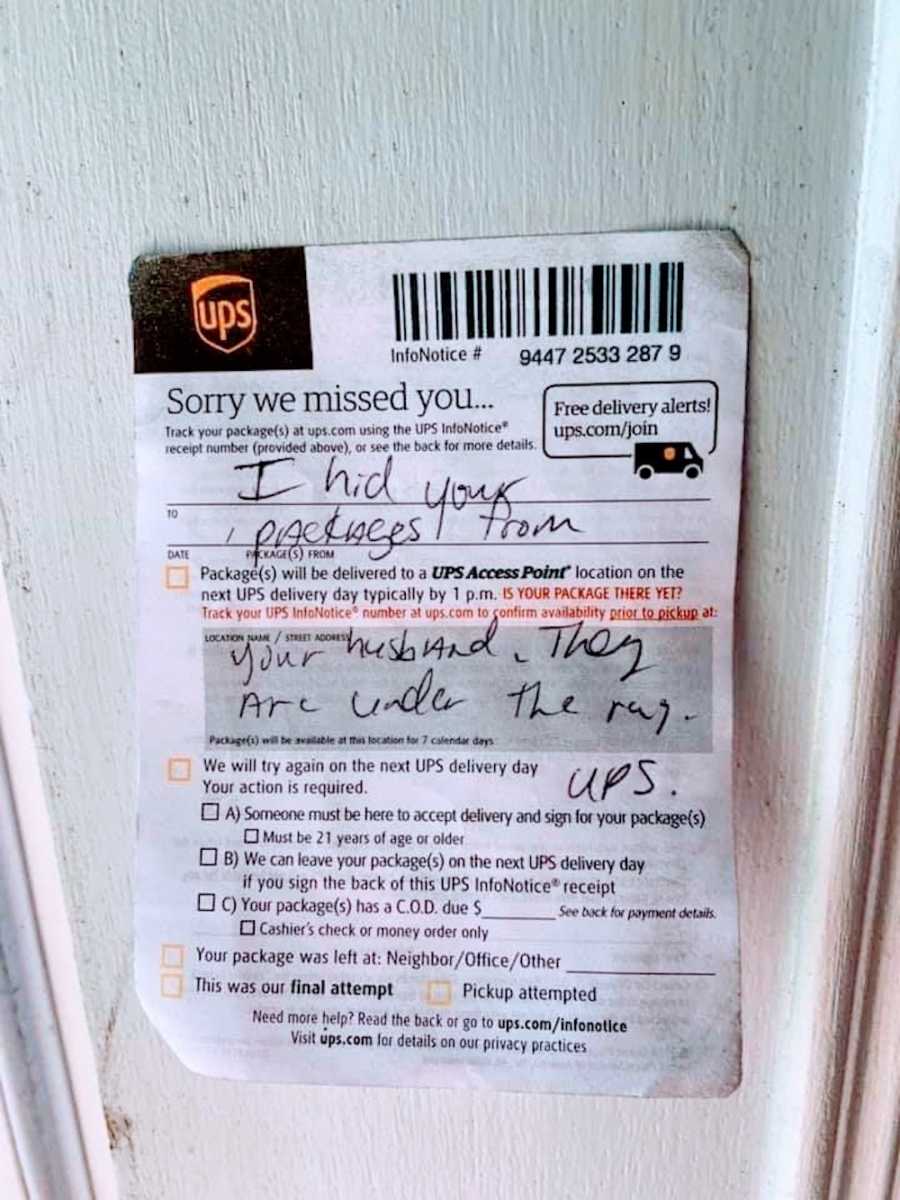 ups
InfoNotice # 9447 2533 287 9
Sorry we missed you...
Free delivery alerts!
ups.com/join
Track your package(s) at ups.com using the UPS InfoNotice®
receipt number (provided above), or see the back for more details.
I hid your
TO
packages from
DATE PACKAGE(S) FROM
Package(s) will be delivered to a UPS Access Point® location on the
next UPS delivery day typically by 1 p.m. IS YOUR PACKAGE THERE YET?
Track your UPS InfoNotice® number at ups.com to confirm availability prior to pickup at:
LOCATION NAME / STREET ADDRESS
your husband. They
Are under the rug.
Package(s) will be available at this location for 7 calendar days
We will try again on the next UPS delivery day
Your action is required.
UPS.
A) Someone must be here to accept delivery and sign for your package(s)
Must be 21 years of age or older
B) We can leave your package(s) on the next UPS delivery day
if you sign the back of this UPS InfoNotice® receipt
C) Your package(s) has a C.O.D. due $ See back for payment details.
Cashier's check or money order only
Your package was left at: Neighbor/Office/Other
This was our final attempt Pickup attempted
Need more help? Read the back or go to ups.com/infonotice
Visit ups.com for details on our privacy practices